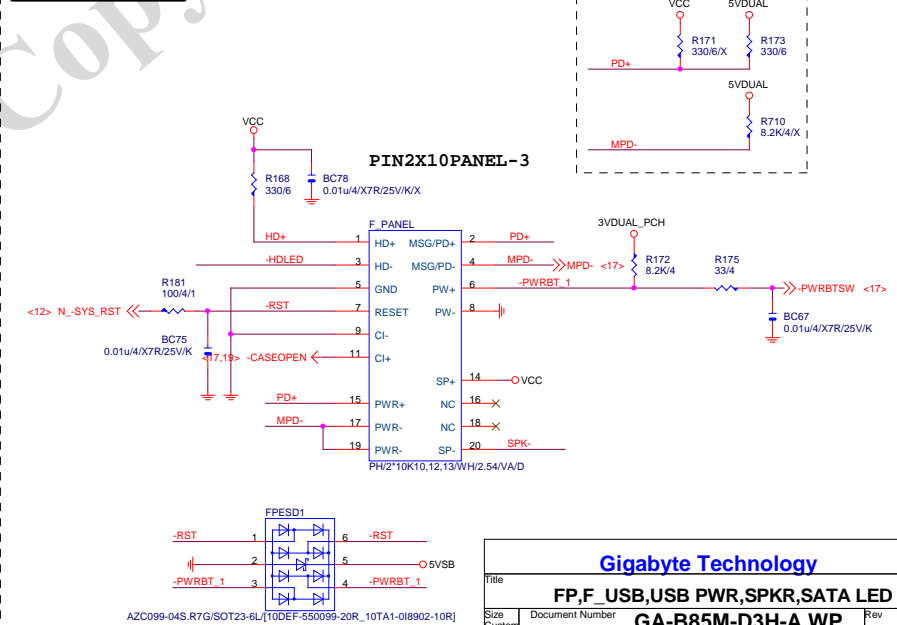 Copy
VCC 5VDUAL
R171
330/6/X
R173
330/6
PD+
5VDUAL
R710
8.2K/4/X
MPD-
VCC
PIN2X10PANEL-3
R168
330/6
BC78
0.01u/4/X7R/25V/K/X
F_PANEL
HD+ 1 HD+ MSG/PD+ 2 PD+
-HDLED 3 HD- MSG/PD- 4 MPD- MPD- <17>
3VDUAL_PCH
R172
8.2K/4
R175
33/4
5 GND PW+ 6 -PWRBT_1 -PWRBTSW <17>
R181
100/4/1
<12> N_-SYS_RST -RST 7 RESET PW- 8
BC67
0.01u/4/X7R/25V/K
9 CI-
BC75
0.01u/4/X7R/25V/K
<17,19> -CASEOPEN 11 CI+
SP+ 14 VCC
PD+ 15 PWR+ NC 16
MPD- 17 PWR- NC 18
19 PWR- SP- 20 SPK-
PH/2*10K10,12,13/WH/2.54/VA/D
FPESD1
-RST 1 6 -RST
2 5 5VSB
-PWRBT_1 3 4 -PWRBT_1
AZC099-04S.R7G/SOT23-6L/[10DEF-550099-20R_10TA1-0I8902-10R]
Gigabyte Technology
Title
FP,F_USB,USB PWR,SPKR,SATA LED
Size Document Number Rev
Custom GA-B85M-D3H-A WP